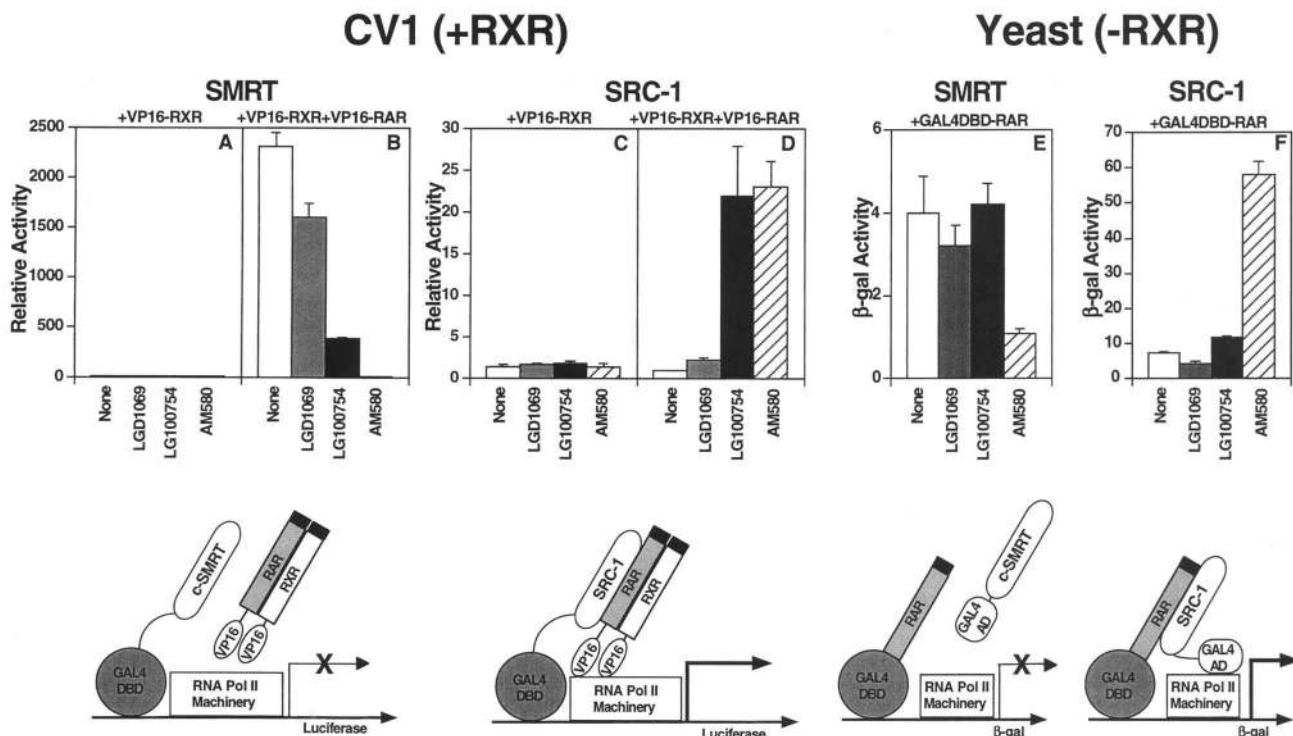 CV1 (+RXR)
Yeast (-RXR)
SMRT
SRC-1
SMRT
SRC-1
+VP16-RXR
+VP16-RXR+VP16-RAR
+VP16-RXR
+VP16-RXR+VP16-RAR
+GAL4DBD-RAR
+GAL4DBD-RAR
A
B
C
D
E
F
Relative Activity
2500
2000
1500
1000
500
0
None
LGD1069
LG100754
AM580
None
LGD1069
LG100754
AM580
Relative Activity
30
25
20
15
10
5
0
None
LGD1069
LG100754
AM580
None
LGD1069
LG100754
AM580
β-gal Activity
6
4
2
0
None
LGD1069
LG100754
AM580
β-gal Activity
70
60
50
40
30
20
10
0
None
LGD1069
LG100754
AM580
c-SMRT
RAR
RXR
VP16
VP16
GAL4
DBD
RNA Pol II
Machinery
X
Luciferase
SRC-1
RAR
RXR
VP16
VP16
GAL4
DBD
RNA Pol II
Machinery
Luciferase
RAR
c-SMRT
GAL4
AD
GAL4
DBD
RNA Pol II
Machinery
X
β-gal
RAR
SRC-1
GAL4
AD
GAL4
DBD
RNA Pol II
Machinery
β-gal